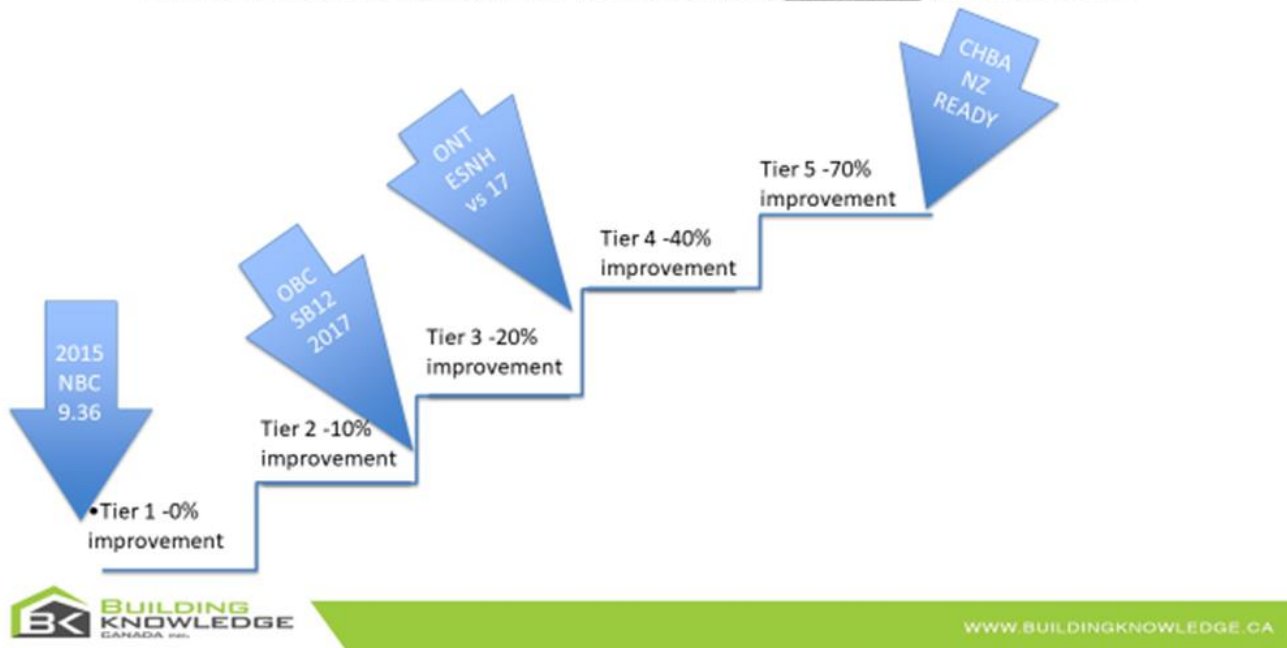 CHBA
NZ
READY
ONT
ESNH
vs 17
Tier 5 -70%
improvement
Tier 4 -40%
improvement
OBC
SB12
2017
Tier 3 -20%
improvement
2015
NBC
9.36
Tier 2 -10%
improvement
•Tier 1 -0%
improvement
BK
BUILDING
KNOWLEDGE
CANADA INC.
WWW.BUILDINGKNOWLEDGE.CA